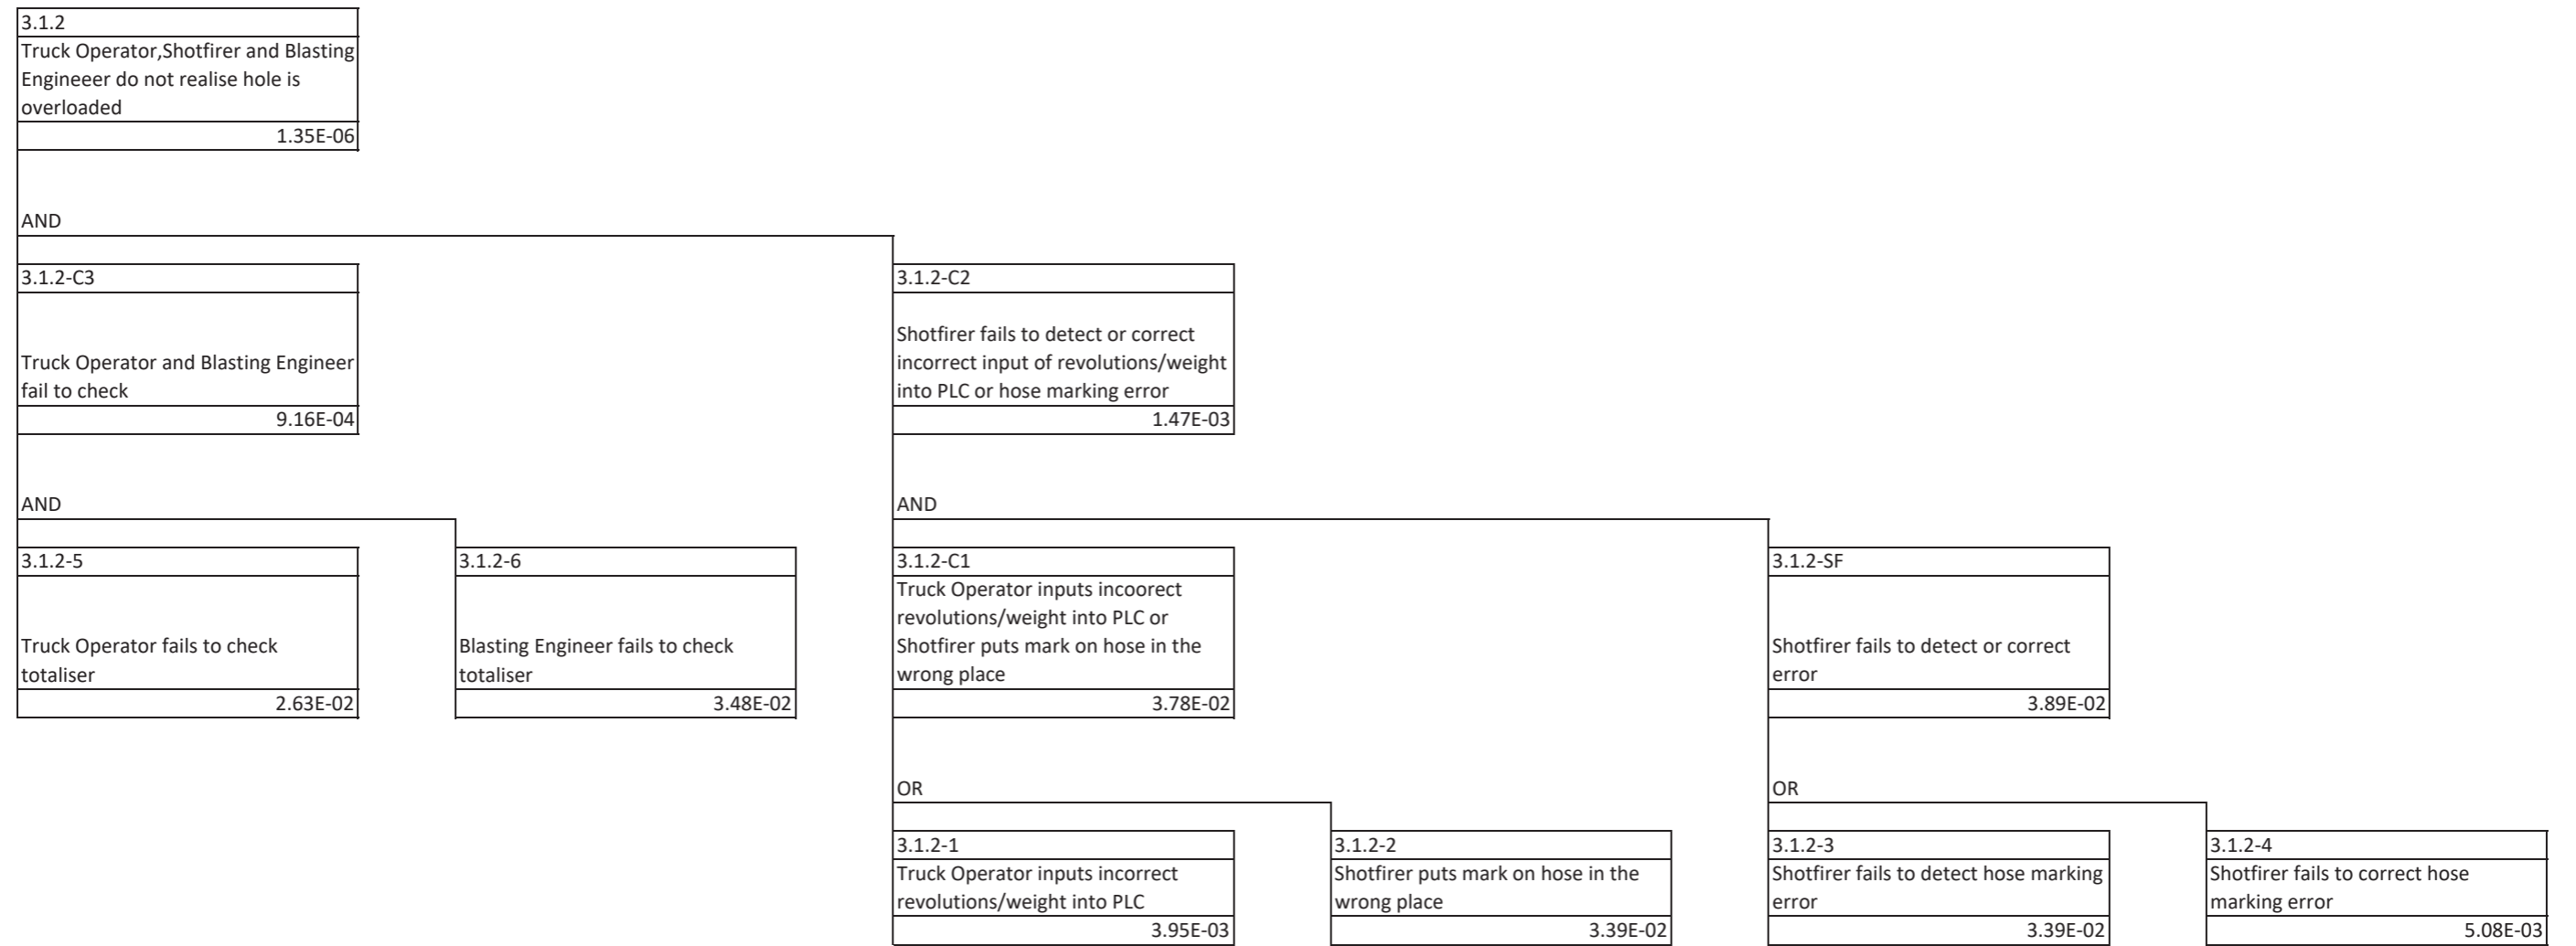 3.1.2
Truck Operator,Shotfirer and Blasting
Engineeer do not realise hole is
overloaded
1.35E-06
AND
3.1.2-C3
Truck Operator and Blasting Engineer
fail to check
9.16E-04
3.1.2-C2
Shotfirer fails to detect or correct
incorrect input of revolutions/weight
into PLC or hose marking error
1.47E-03
AND
AND
3.1.2-5
Truck Operator fails to check
totaliser
2.63E-02
3.1.2-6
Blasting Engineer fails to check
totaliser
3.48E-02
3.1.2-C1
Truck Operator inputs incoorect
revolutions/weight into PLC or
Shotfirer puts mark on hose in the
wrong place
3.78E-02
3.1.2-SF
Shotfirer fails to detect or correct
error
3.89E-02
OR
OR
3.1.2-1
Truck Operator inputs incorrect
revolutions/weight into PLC
3.95E-03
3.1.2-2
Shotfirer puts mark on hose in the
wrong place
3.39E-02
3.1.2-3
Shotfirer fails to detect hose marking
error
3.39E-02
3.1.2-4
Shotfirer fails to correct hose
marking error
5.08E-03